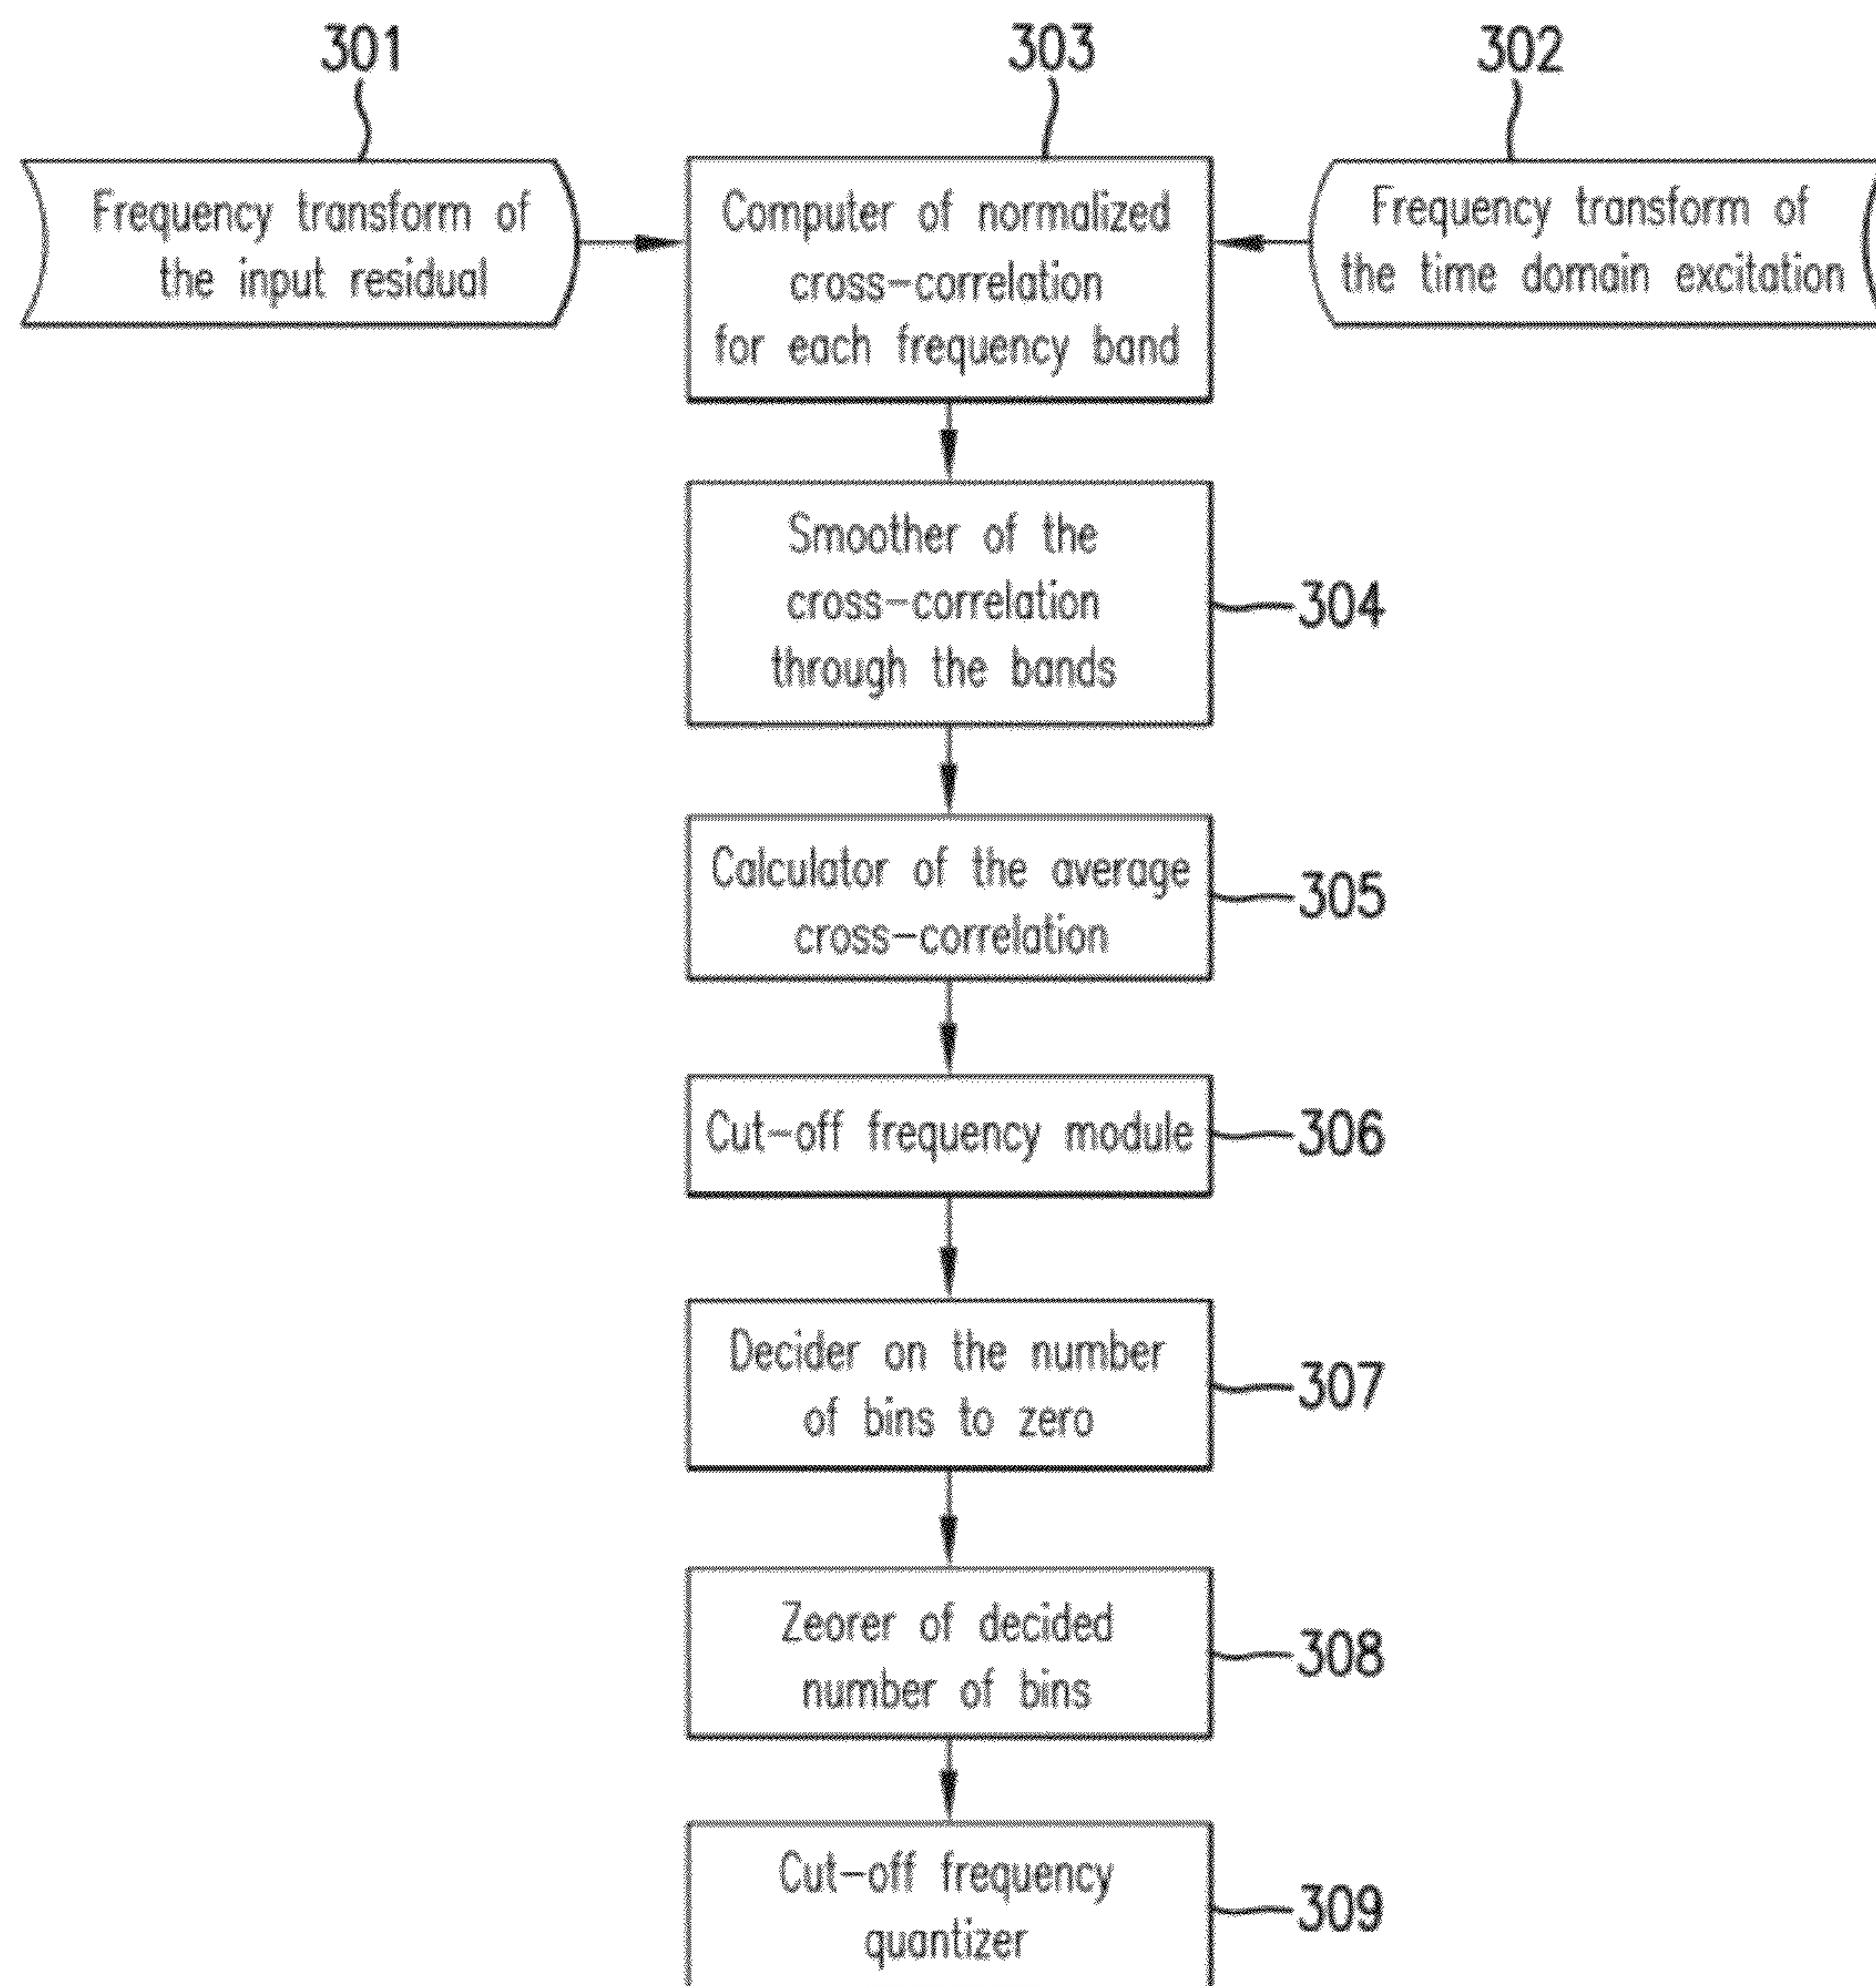 301
303
302
Frequency transform of
the input residual
Computer of normalized
cross-correlation
for each frequency band
Frequency transform of
the time domain excitation
Smoother of the
cross-correlation
through the bands
304
Calculator of the average
cross-correlation
305
Cut-off frequency module
306
Decider on the number
of bins to zero
307
Zeorer of decided
number of bins
308
Cut-off frequency
quantizer
309